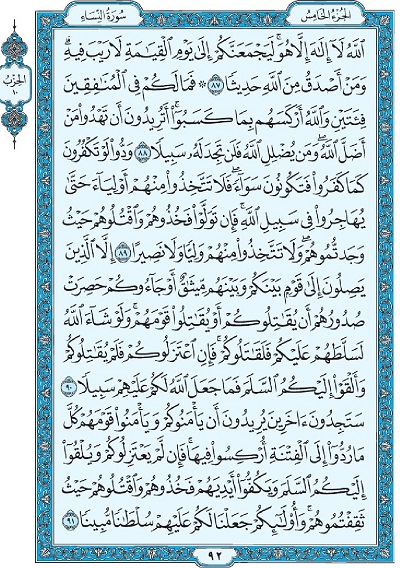 الجزء الخامس
سورة النساء
الحزب
١٠
ٱللَّهُ لَآ إِلَٰهَ إِلَّا هُوَ ۚ لَيَجْمَعَنَّكُمْ إِلَىٰ يَوْمِ ٱلْقِيَٰمَةِ لَا رَيْبَ فِيهِ ۗ
وَمَنْ أَصْدَقُ مِنَ ٱللَّهِ حَدِيثًا ٨٧ ۞ فَمَا لَكُمْ فِى ٱلْمُنَٰفِقِينَ
فِئَتَيْنِ وَٱللَّهُ أَرْكَسَهُم بِمَا كَسَبُوٓا۟ ۚ أَتُرِيدُونَ أَن تَهْدُوا۟ مَنْ
أَضَلَّ ٱللَّهُ ۖ وَمَن يُضْلِلِ ٱللَّهُ فَلَن تَجِدَ لَهُۥ سَبِيلًا ٨٨ وَدُّوا۟ لَوْ تَكْفُرُونَ
كَمَا كَفَرُوا۟ فَتَكُونُونَ سَوَآءً ۖ فَلَا تَتَّخِذُوا۟ مِنْهُمْ أَوْلِيَآءَ حَتَّىٰ
يُهَاجِرُوا۟ فِى سَبِيلِ ٱللَّهِ ۚ فَإِن تَوَلَّوْا۟ فَخُذُوهُمْ وَٱقْتُلُوهُمْ حَيْثُ
وَجَدتُّمُوهُمْ ۖ وَلَا تَتَّخِذُوا۟ مِنْهُمْ وَلِيًّا وَلَا نَصِيرًا ٨٩ إِلَّا ٱلَّذِينَ
يَصِلُونَ إِلَىٰ قَوْمٍۭ بَيْنَكُمْ وَبَيْنَهُم مِّيثَٰقٌ أَوْ جَآءُوكُمْ حَصِرَتْ
صُدُورُهُمْ أَن يُقَٰتِلُوكُمْ أَوْ يُقَٰتِلُوا۟ قَوْمَهُمْ ۚ وَلَوْ شَآءَ ٱللَّهُ
لَسَلَّطَهُمْ عَلَيْكُمْ فَلَقَٰتَلُوكُمْ ۚ فَإِنِ ٱعْتَزَلُوكُمْ فَلَمْ يُقَٰتِلُوكُمْ
وَأَلْقَوْا۟ إِلَيْكُمُ ٱلسَّلَمَ فَمَا جَعَلَ ٱللَّهُ لَكُمْ عَلَيْهِمْ سَبِيلًا ٩٠
سَتَجِدُونَ ءَاخَرِينَ يُرِيدُونَ أَن يَأْمَنُوكُمْ وَيَأْمَنُوا۟ قَوْمَهُمْ كُلَّ
مَا رُدُّوٓا۟ إِلَى ٱلْفِتْنَةِ أُرْكِسُوا۟ فِيهَا ۚ فَإِن لَّمْ يَعْتَزِلُوكُمْ وَيُلْقُوٓا۟
إِلَيْكُمُ ٱلسَّلَمَ وَيَكُفُّوٓا۟ أَيْدِيَهُمْ فَخُذُوهُمْ وَٱقْتُلُوهُمْ حَيْثُ
ثَقِفْتُمُوهُمْ ۚ وَأُو۟لَٰٓئِكُمْ جَعَلْنَا لَكُمْ عَلَيْهِمْ سُلْطَٰنًا مُّبِينًا ٩١
٩٢